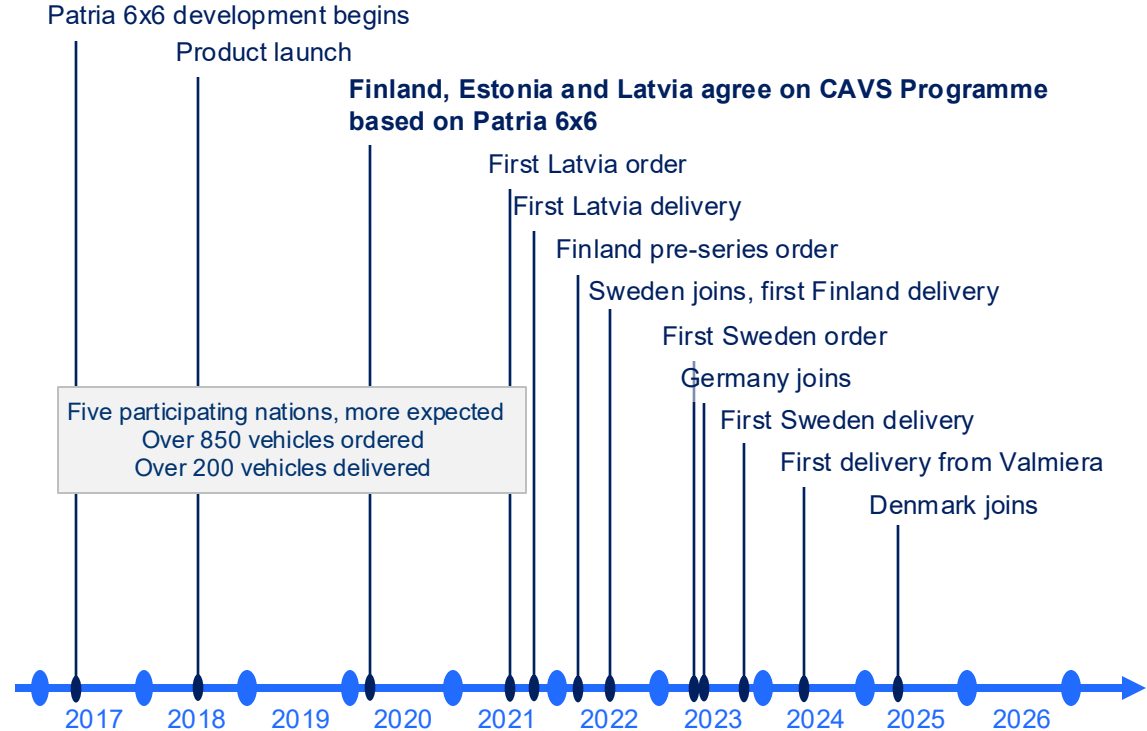 Patria 6x6 development begins
Product launch
Finland, Estonia and Latvia agree on CAVS Programme
based on Patria 6x6
First Latvia order
First Latvia delivery
Finland pre-series order
Sweden joins, first Finland delivery
First Sweden order
Germany joins
First Sweden delivery
First delivery from Valmiera
Denmark joins
Five participating nations, more expected
Over 850 vehicles ordered
Over 200 vehicles delivered
2017 2018 2019 2020 2021 2022 2023 2024 2025 2026